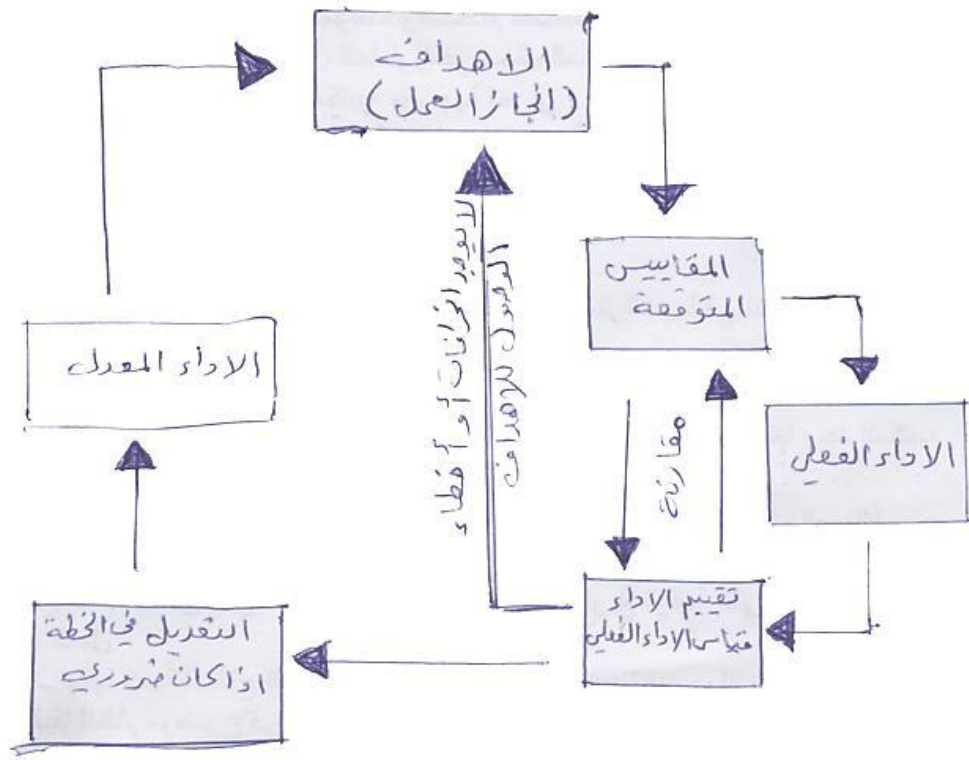 الاهداف
(انجاز العمل)
المقاييس
المتوقعة
الاداء الفعلي
مقارنة
تقييم الاداء
قياس الاداء الفعلي
لا يوجد انحرافات أو أخطاء
الوصول للاهداف
التعديل في الخطة
اذا كان ضروري
الاداء المعدل